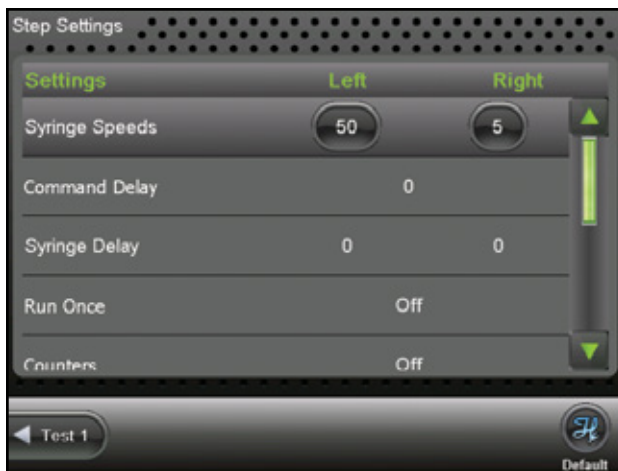 Step Settings
Settings Left Right
Syringe Speeds 50 5
Command Delay 0
Syringe Delay 0 0
Run Once Off
Counters Off
Test 1
H
Default